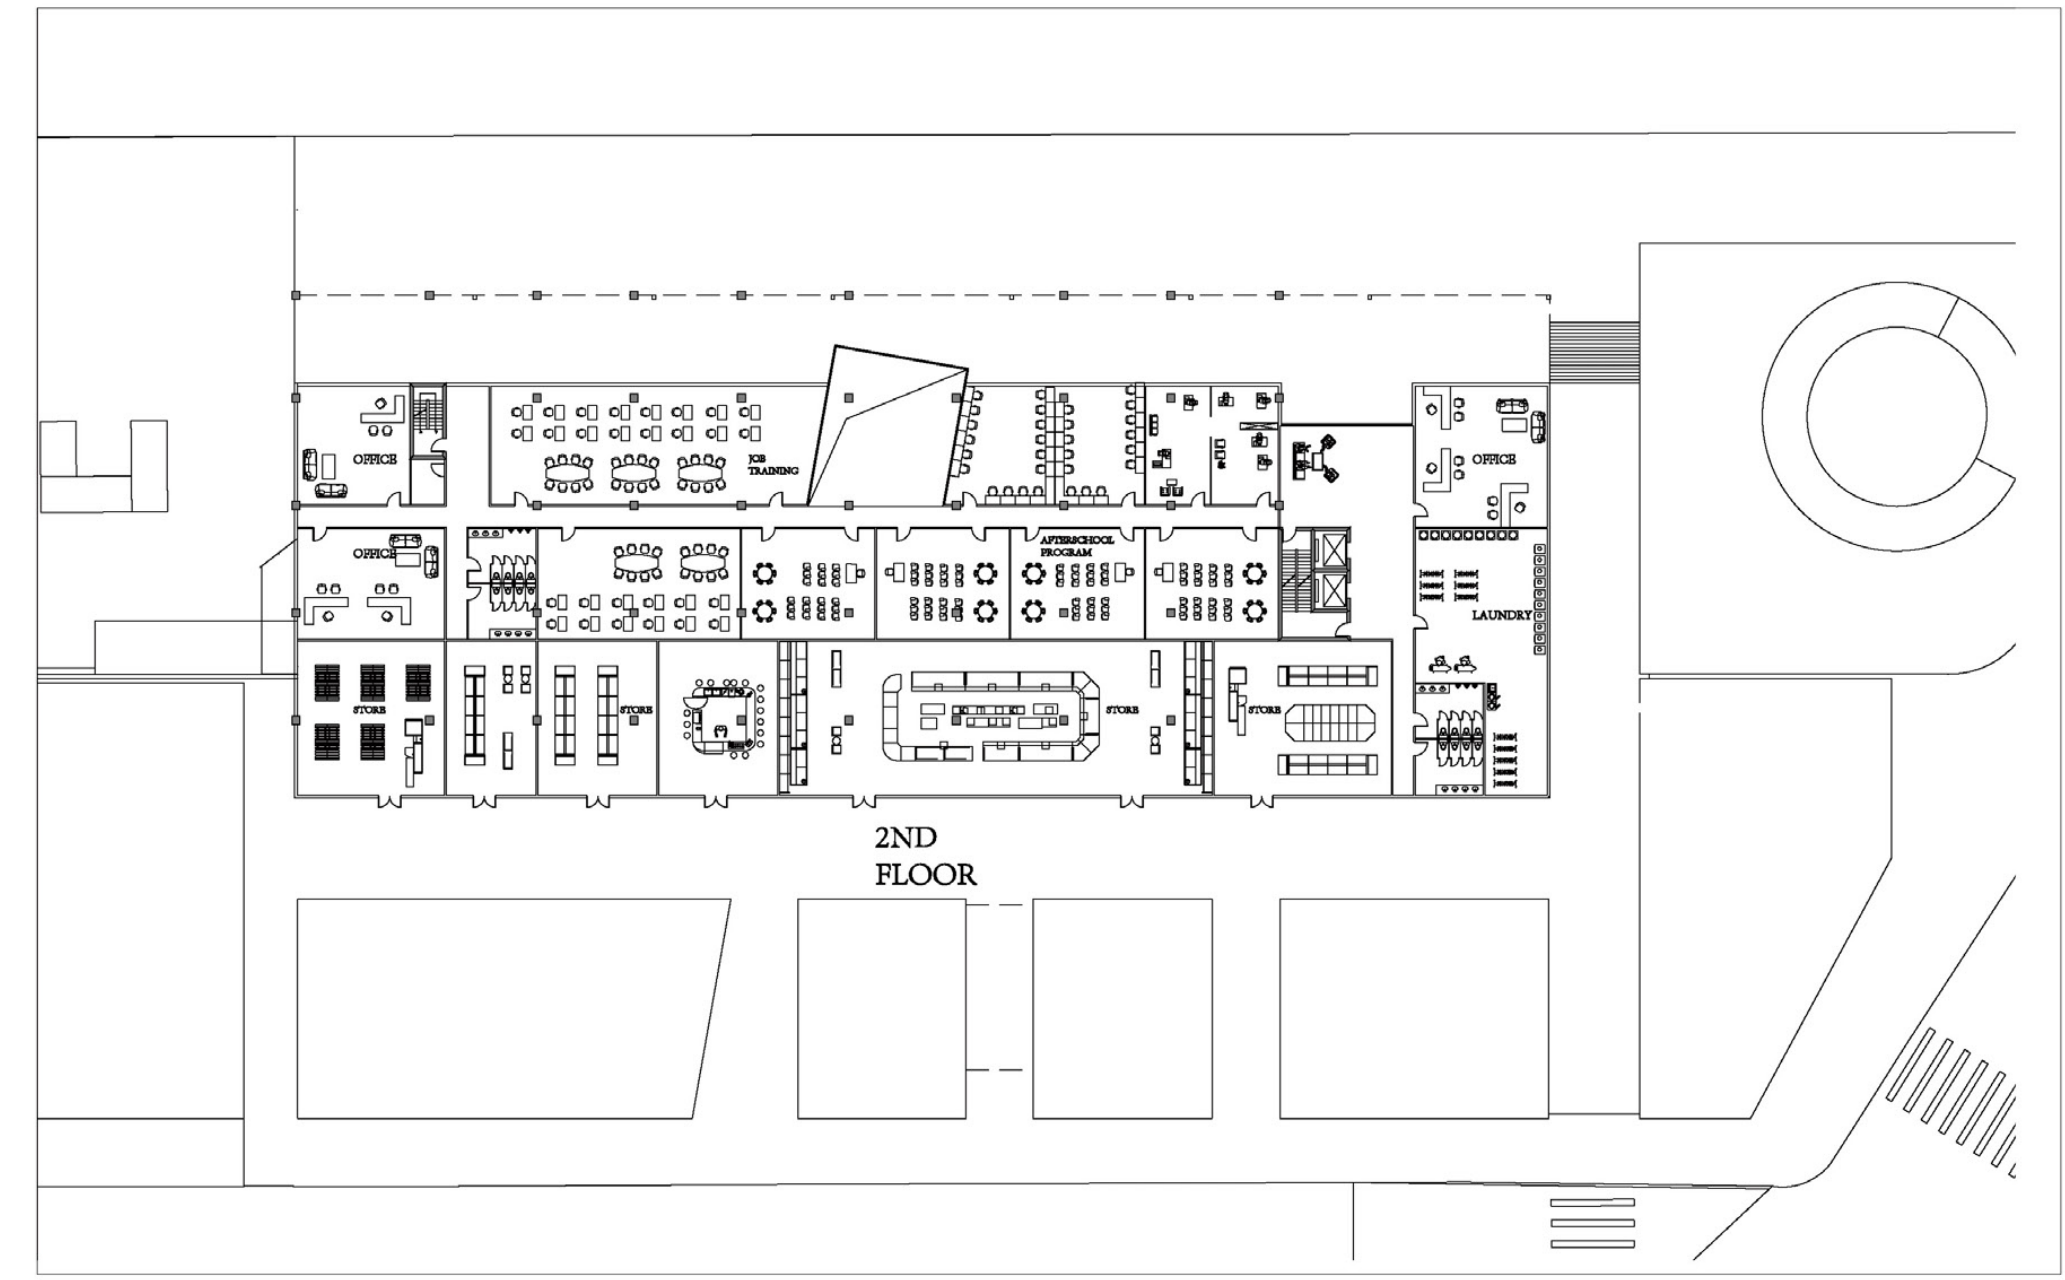 OFFICE
JOB
TRAINING
OFFICE
OFFICE
AFTERSCHOOL
PROGRAM
LAUNDRY
STORE
STORE
STORE
STORE
2ND
FLOOR